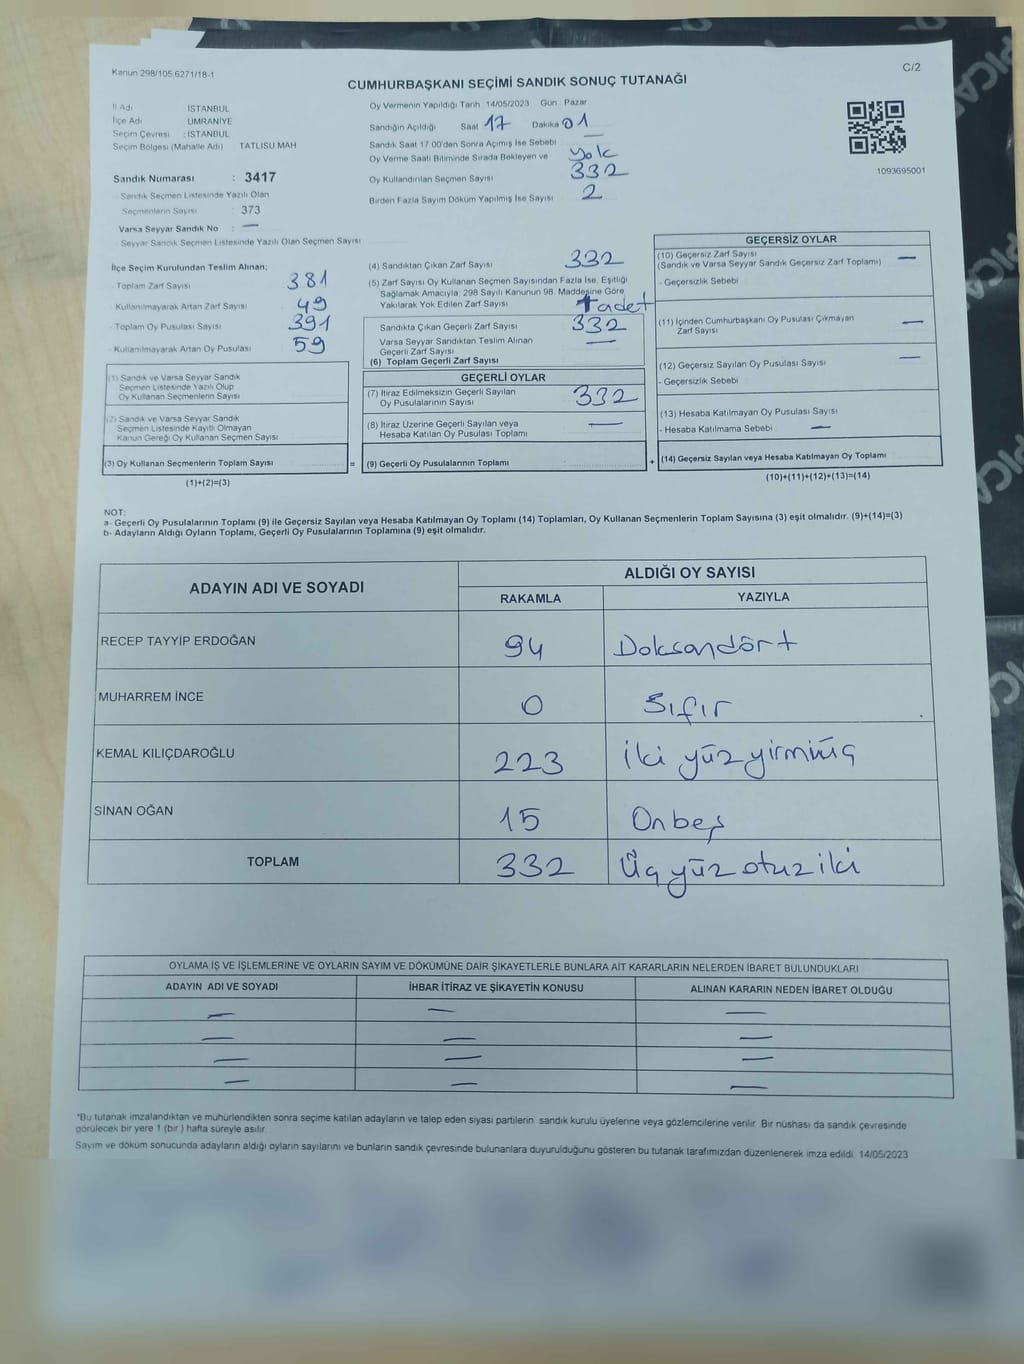 Kanun 298/105.6271/18-1
C/2
CUMHURBAŞKANI SEÇİMİ SANDIK SONUÇ TUTANAĞI
İl Adı İSTANBUL
İlçe Adı ÜMRANİYE
Seçim Çevresi : İSTANBUL
Seçim Bölgesi (Mahalle Adı) TATLISU MAH
Sandık Numarası : 3417
Sandık Seçmen Listesinde Yazılı Olan
Seçmenlerin Sayısı : 373
Varsa Seyyar Sandık No : —
Seyyar Sandık Seçmen Listesinde Yazılı Olan Seçmen Sayısı
Oy Vermenin Yapıldığı Tarih : 14/05/2023 Gün : Pazar
Sandığın Açıldığı Saat 17 Dakika 01
Sandık Saat 17 00'den Sonra Açımış İse Sebebi —
Oy Verme Saati Bitiminde Sırada Bekleyen ve yok
Oy Kullandırılan Seçmen Sayısı 332
Birden Fazla Sayım Döküm Yapılmış İse Sayısı 2
1093695001
İlçe Seçim Kurulundan Teslim Alınan;
- Toplam Zarf Sayısı 381
- Kullanılmayarak Artan Zarf Sayısı 49
- Toplam Oy Pusulası Sayısı 391
- Kullanılmayarak Artan Oy Pusulası 59
(1) Sandık ve Varsa Seyyar Sandık
Seçmen Listesinde Yazılı Olup
Oy Kullanan Seçmenlerin Sayısı
(2) Sandık ve Varsa Seyyar Sandık
Seçmen Listesinde Kayıtlı Olmayan
Kanun Gereği Oy Kullanan Seçmen Sayısı
(3) Oy Kullanan Seçmenlerin Toplam Sayısı
=
(1)+(2)=(3)
(4) Sandıktan Çıkan Zarf Sayısı 332
(5) Zarf Sayısı Oy Kullanan Seçmen Sayısından Fazla İse, Eşitliği
Sağlamak Amacıyla; 298 Sayılı Kanunun 98. Maddesine Göre
Yakılarak Yok Edilen Zarf Sayısı
Sandıkta Çıkan Geçerli Zarf Sayısı 332
Varsa Seyyar Sandıktan Teslim Alınan
Geçerli Zarf Sayısı —
(6) Toplam Geçerli Zarf Sayısı
GEÇERLİ OYLAR
(7) İtiraz Edilmeksizin Geçerli Sayılan
Oy Pusulalarının Sayısı 332
(8) İtiraz Üzerine Geçerli Sayılan veya
Hesaba Katılan Oy Pusulası Toplamı —
(9) Geçerli Oy Pusulalarının Toplamı
+
GEÇERSİZ OYLAR
(10) Geçersiz Zarf Sayısı
(Sandık ve Varsa Seyyar Sandık Geçersiz Zarf Toplamı) —
- Geçersizlik Sebebi
(11) İçinden Cumhurbaşkanı Oy Pusulası Çıkmayan
Zarf Sayısı —
(12) Geçersiz Sayılan Oy Pusulası Sayısı —
- Geçersizlik Sebebi
(13) Hesaba Katılmayan Oy Pusulası Sayısı
- Hesaba Katılmama Sebebi —
(14) Geçersiz Sayılan veya Hesaba Katılmayan Oy Toplamı
(10)+(11)+(12)+(13)=(14)
NOT:
a- Geçerli Oy Pusulalarının Toplamı (9) ile Geçersiz Sayılan veya Hesaba Katılmayan Oy Toplamı (14) Toplamları, Oy Kullanan Seçmenlerin Toplam Sayısına (3) eşit olmalıdır. (9)+(14)=(3)
b- Adayların Aldığı Oyların Toplamı, Geçerli Oy Pusulalarının Toplamına (9) eşit olmalıdır.
ADAYIN ADI VE SOYADI ALDIĞI OY SAYISI
RAKAMLA YAZIYLA
RECEP TAYYİP ERDOĞAN 94 Doksandört
MUHARREM İNCE 0 Sıfır
KEMAL KILIÇDAROĞLU 223 İki yüz yirmiüç
SİNAN OĞAN 15 Onbeş
TOPLAM 332 Üç yüz otuz iki
OYLAMA İŞ VE İŞLEMLERİNE VE OYLARIN SAYIM VE DÖKÜMÜNE DAİR ŞİKAYETLERLE BUNLARA AİT KARARLARIN NELERDEN İBARET BULUNDUKLARI
ADAYIN ADI VE SOYADI İHBAR İTİRAZ VE ŞİKAYETİN KONUSU ALINAN KARARIN NEDEN İBARET OLDUĞU
— — —
— — —
— — —
— — —
*Bu tutanak imzalandıktan ve mühürlendikten sonra seçime katılan adayların ve talep eden siyasi partilerin sandık kurulu üyelerine veya gözlemcilerine verilir. Bir nüshası da sandık çevresinde
görülecek bir yere 1 (bir ) hafta süreyle asılır.
Sayım ve döküm sonucunda adayların aldığı oyların sayılarını ve bunların sandık çevresinde bulunanlara duyurulduğunu gösteren bu tutanak tarafımızdan düzenlenerek imza edildi. 14/05/2023